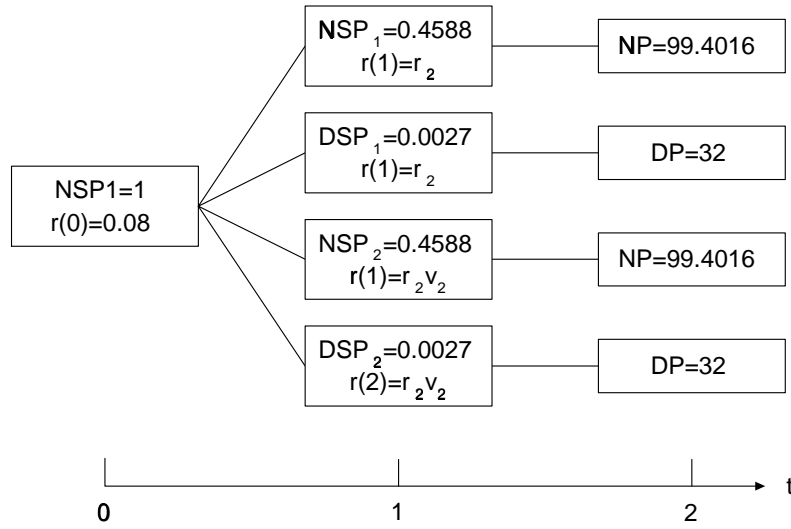 NSP₁=0.4588
r(1)=r₂
NP=99.4016
DSP₁=0.0027
r(1)=r₂
DP=32
NSP1=1
r(0)=0.08
NSP₂=0.4588
r(1)=r₂v₂
NP=99.4016
DSP₂=0.0027
r(2)=r₂v₂
DP=32
t
0
1
2